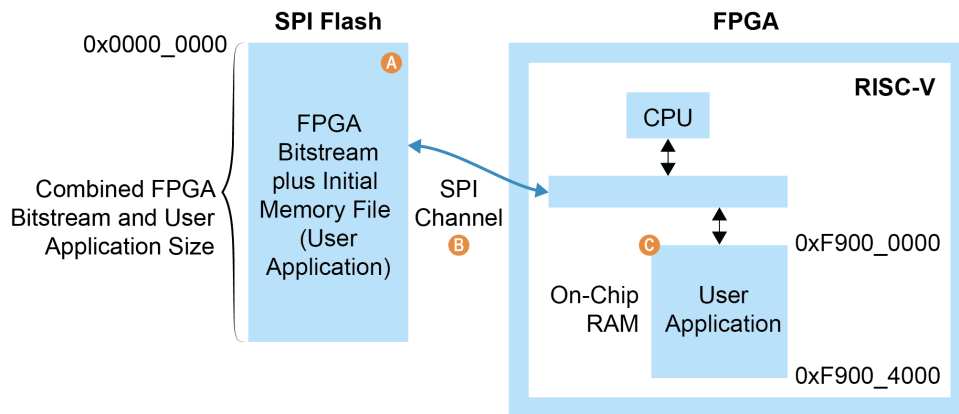 SPI Flash
FPGA
0x0000_0000
A
RISC-V
CPU
FPGA
Bitstream
plus Initial
Memory File
(User
Application)
Combined FPGA
Bitstream and User
Application Size
SPI
Channel
B
C
0xF900_0000
On-Chip
RAM
User
Application
0xF900_4000